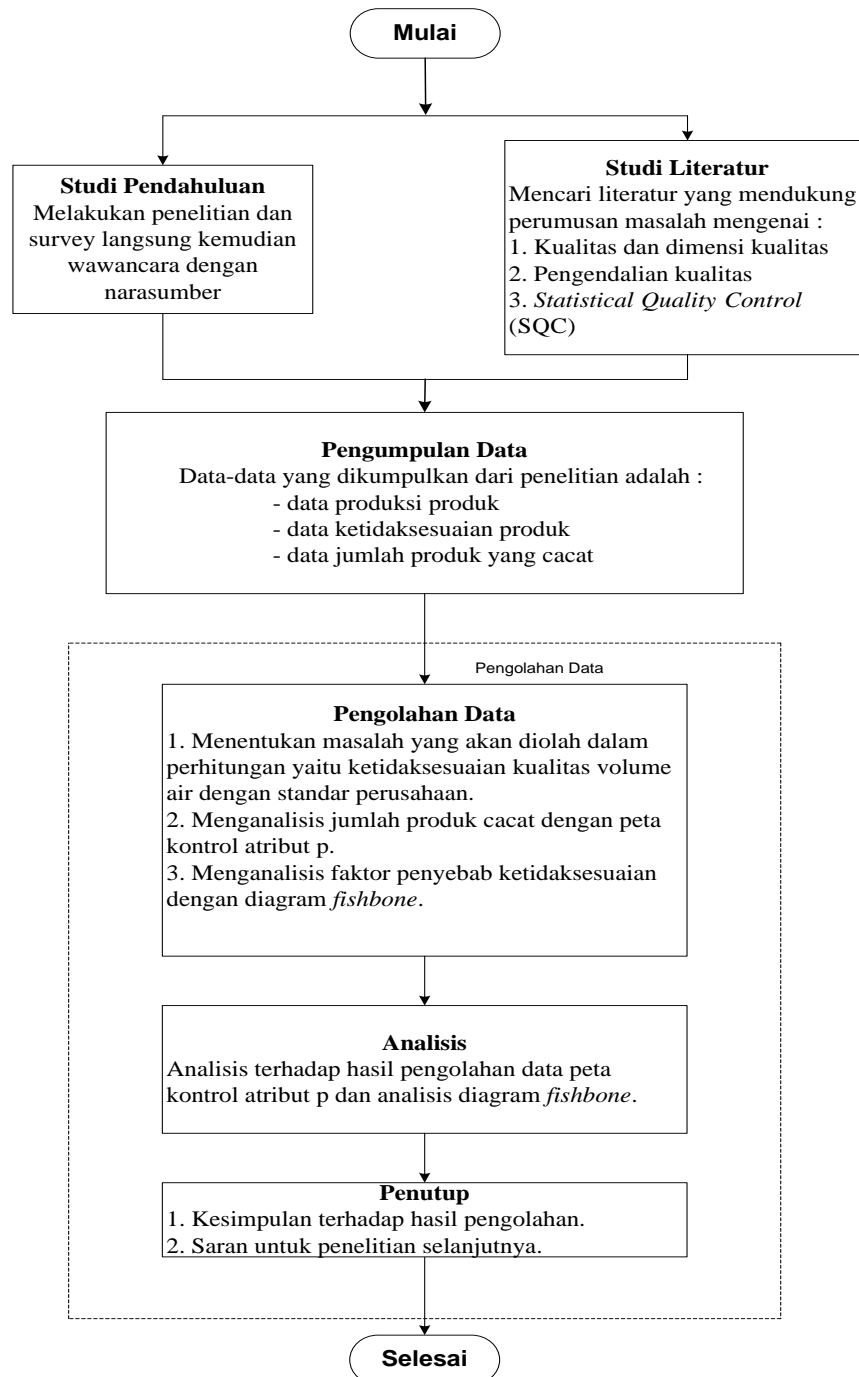 Mulai
Studi Pendahuluan
Melakukan penelitian dan
survey langsung kemudian
wawancara dengan
narasumber
Studi Literatur
Mencari literatur yang mendukung
perumusan masalah mengenai :
1. Kualitas dan dimensi kualitas
2. Pengendalian kualitas
3. Statistical Quality Control
(SQC)
Pengumpulan Data
Data-data yang dikumpulkan dari penelitian adalah :
- data produksi produk
- data ketidaksesuaian produk
- data jumlah produk yang cacat
Pengolahan Data
Pengolahan Data
1. Menentukan masalah yang akan diolah dalam
perhitungan yaitu ketidaksesuaian kualitas volume
air dengan standar perusahaan.
2. Menganalisis jumlah produk cacat dengan peta
kontrol atribut p.
3. Menganalisis faktor penyebab ketidaksesuaian
dengan diagram fishbone.
Analisis
Analisis terhadap hasil pengolahan data peta
kontrol atribut p dan analisis diagram fishbone.
Penutup
1. Kesimpulan terhadap hasil pengolahan.
2. Saran untuk penelitian selanjutnya.
Selesai